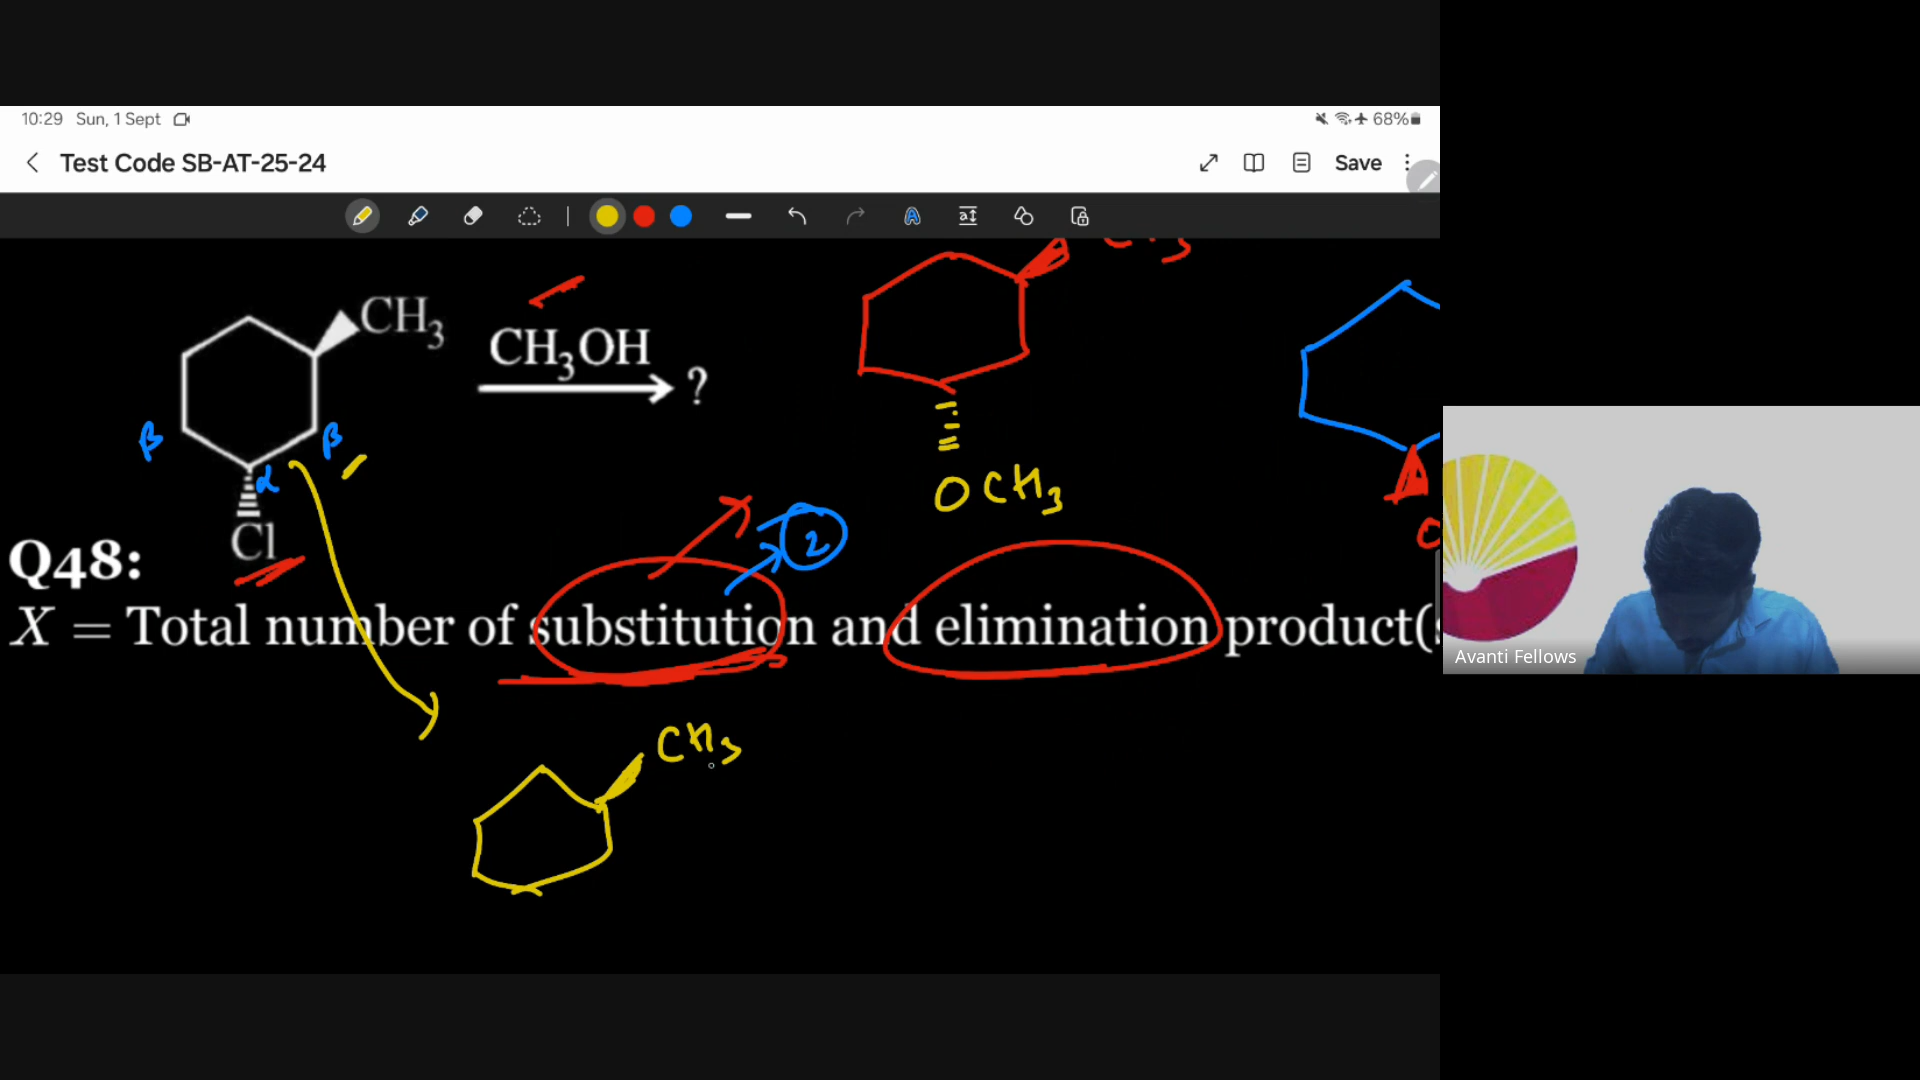 10:29 Sun, 1 Sept 68%
Test Code SB-AT-25-24 Save
CH3
CH3OH
?
β
β
α
Cl
OCH3
2
Q48:
X = Total number of substitution and elimination product(
Avanti Fellows
CH3